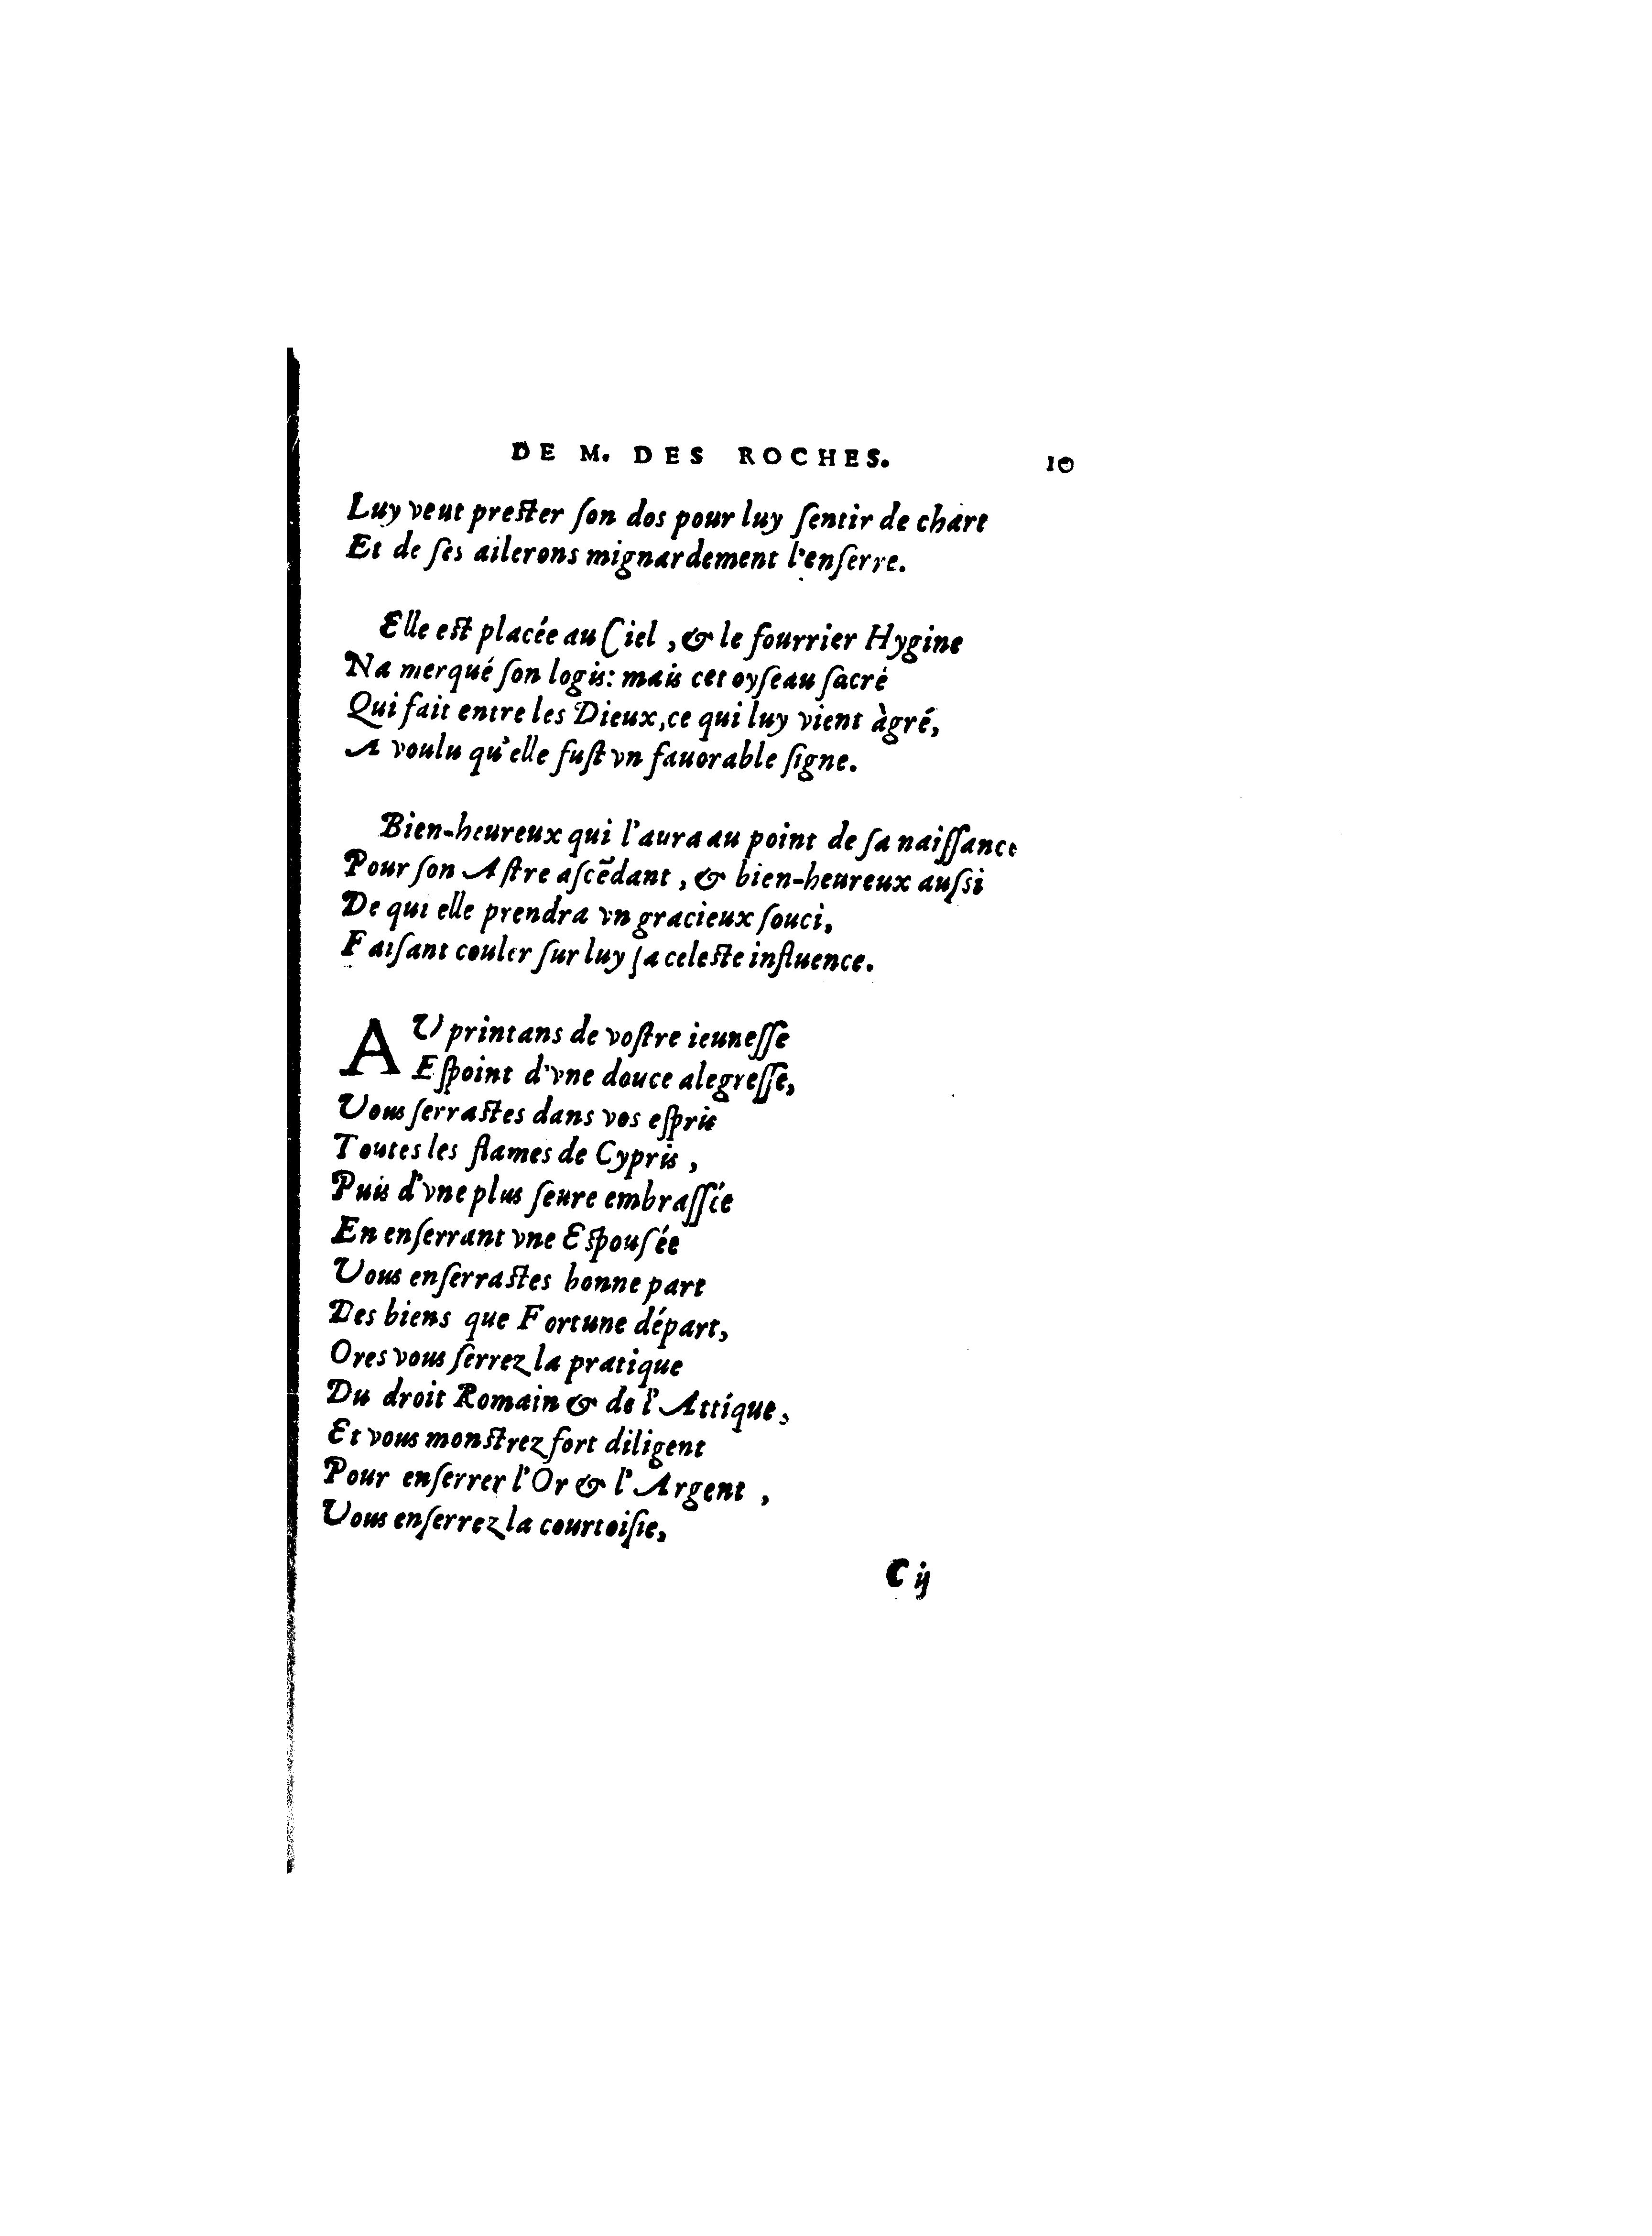 DE M. DES ROCHES. 10
Luy veut prester ſon dos pour luy ſentir de chart
Et de ſes ailerons mignardement l'enſerre.
Elle est placée au Ciel, & le fourrier Hygine
Na merqué ſon logis: mais cet oyſeau ſacré
Qui fait entre les Dieux, ce qui luy vient àgré,
A voulu qu'elle fuſt vn fauorable ſigne.
Bien-heureux qui l'aura au point de ſa naiſſance
Pour ſon Aſtre aſcẽdant, & bien-heureux auſsi
De qui elle prendra vn gracieux ſouci,
Faiſant couler ſur luy ſa celeste influence.
AU printans de voſtre ieuneſſe
Eſpoint d'vne douce alegreſſe,
Vous ſerrastes dans vos eſpris
Toutes les flames de Cypris,
Puis d'vne plus ſeure embraſſée
En enſerrant vne Espouſée
Vous enſerrastes bonne part
Des biens que Fortune départ,
Ores vous ſerrez la pratique
Du droit Romain & de l'Attique,
Et vous monstrez fort diligent
Pour enſerrer l'Or & l'Argent,
Vous enſerrez la courtoiſie,
C ij